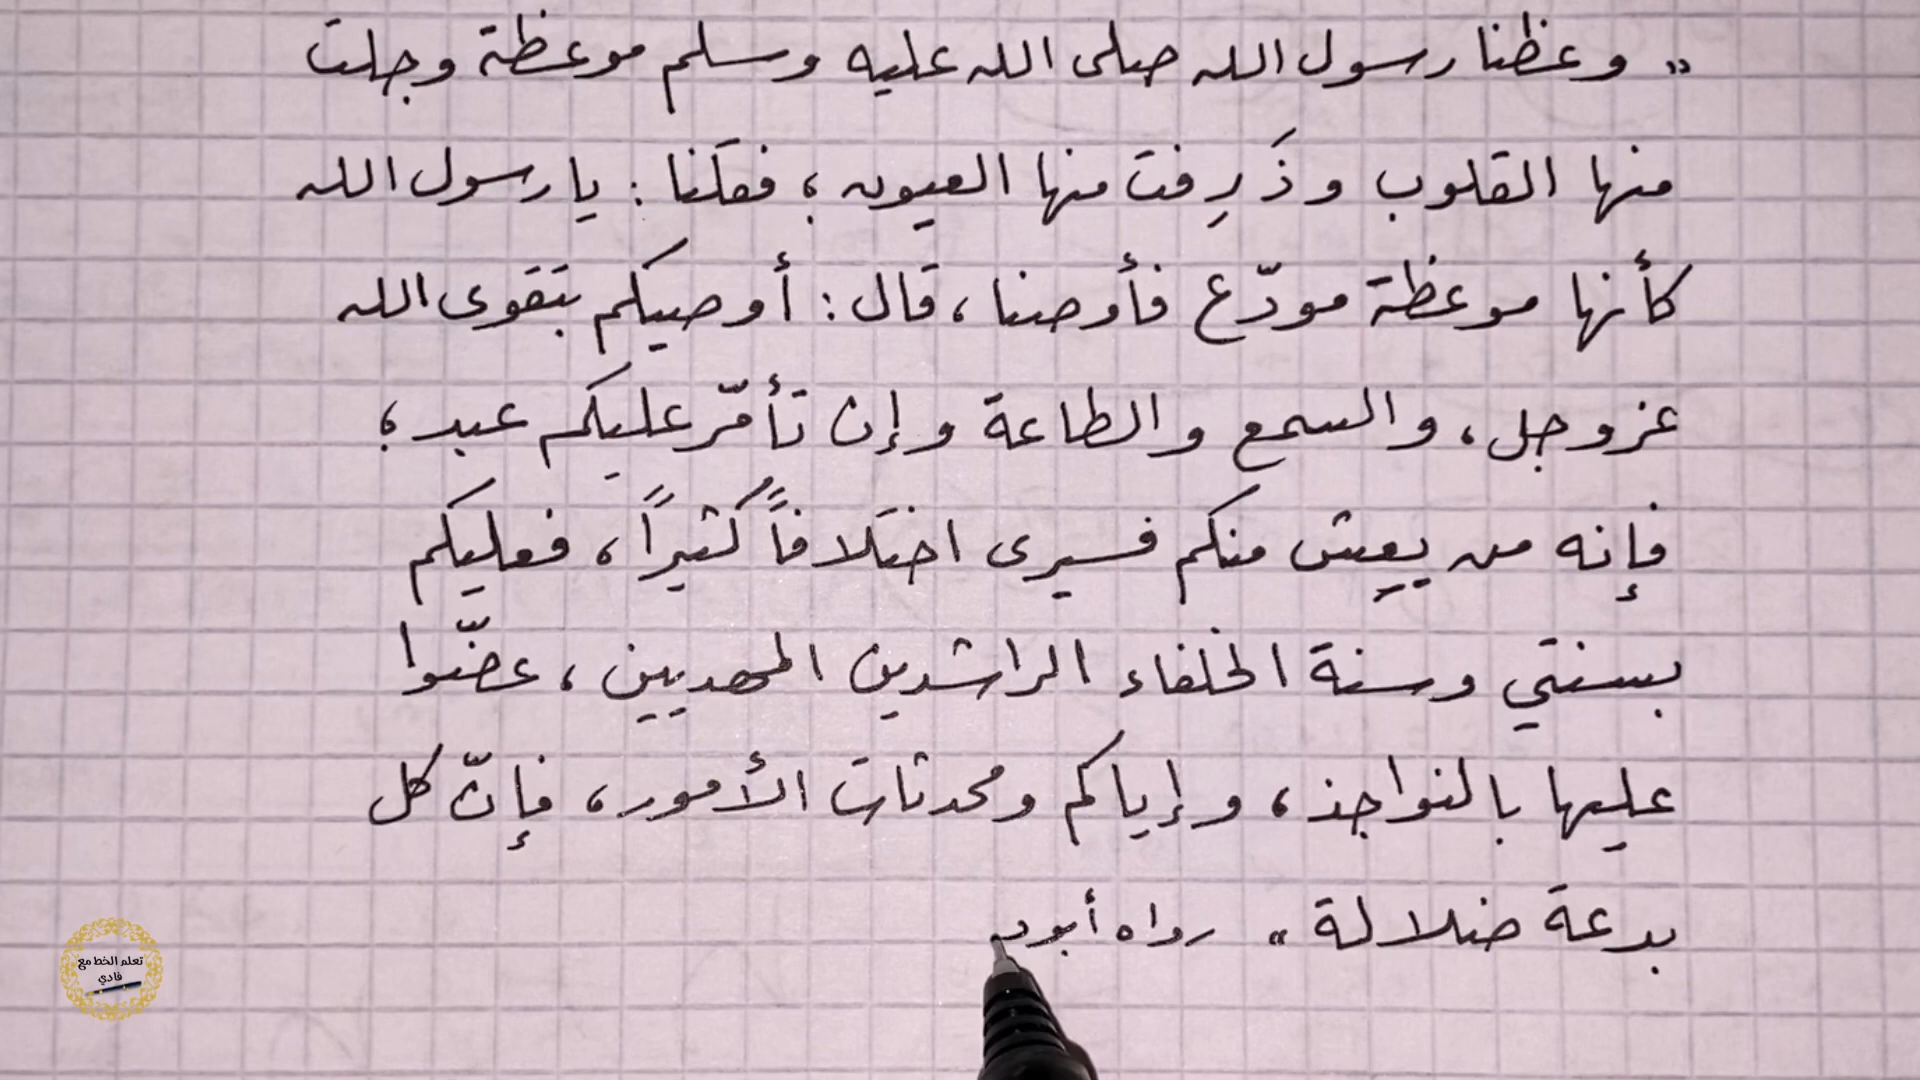 " وعظنا رسول الله صلى الله عليه وسلم موعظة وجلت
منها القلوب وذَرِفت منها العيون ؛ فقلنا : يا رسول الله
كأنها موعظة مودّع فأوصنا ، قال : أوصيكم بتقوى الله
عز وجل ، والسمع والطاعة وإن تأمّر عليكم عبد ؛
فإنه من يعيش منكم فسيرى اختلافاً كثيراً ، فعليكم
بسنتي وسنة الخلفاء الراشدين المهديين ، عضّوا
عليها بالنواجذ ، وإياكم ومحدثات الأمور ، فإنّ كل
بدعة ضلالة " رواه أبو د
تعلم الخط مع
فادي